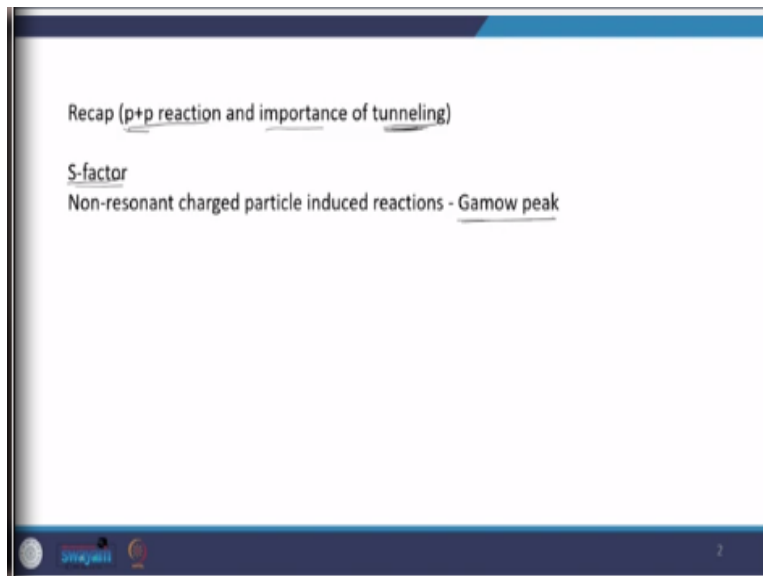 Recap (p+p reaction and importance of tunneling)
S-factor
Non-resonant charged particle induced reactions - Gamow peak
swayam
2